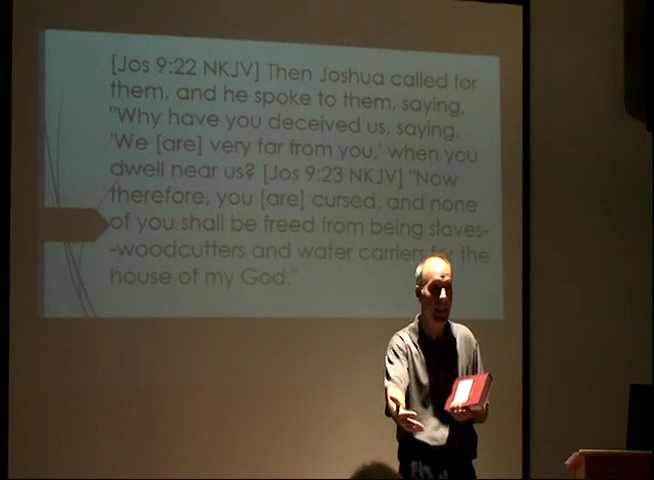 [Jos 9:22 NKJV] Then Joshua called for
them, and he spoke to them, saying,
"Why have you deceived us, saying,
'We [are] very far from you,' when you
dwell near us? [Jos 9:23 NKJV] "Now
therefore, you [are] cursed, and none
of you shall be freed from being slaves-
-woodcutters and water carriers for the
house of my God."